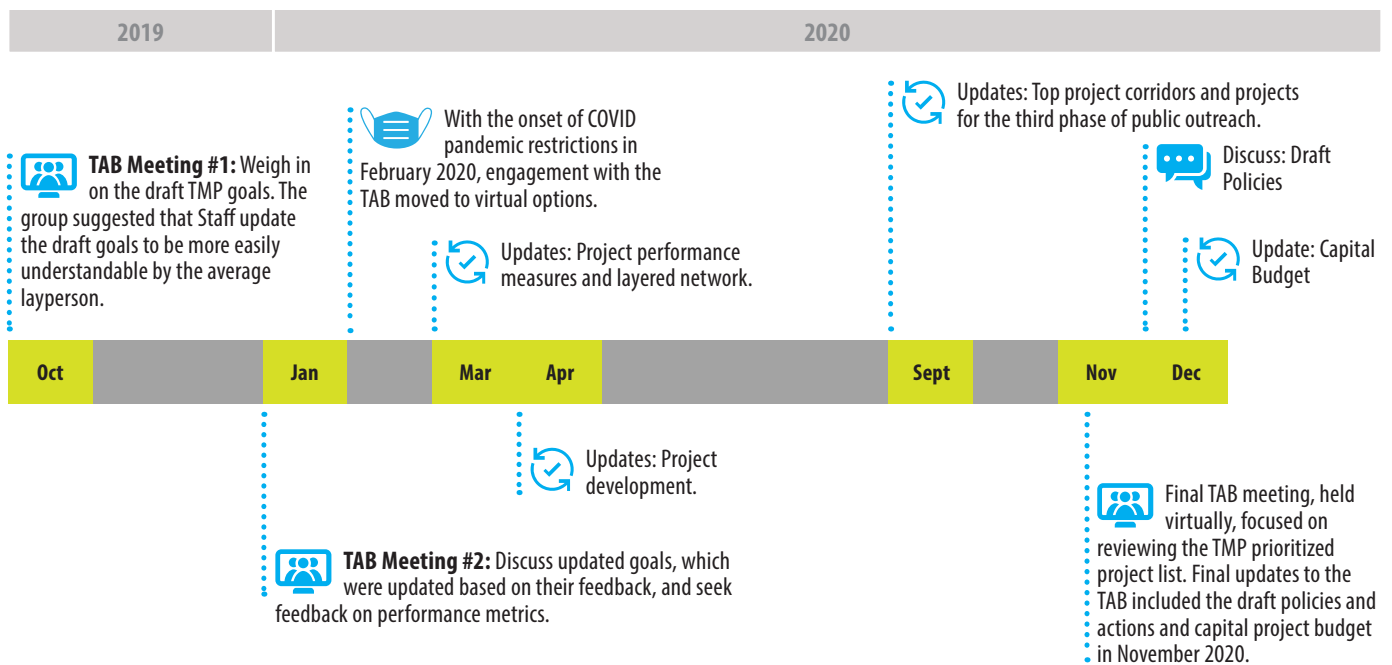 2019
2020
TAB Meeting #1: Weigh in
on the draft TMP goals. The
group suggested that Staff update
the draft goals to be more easily
understandable by the average
layperson.
With the onset of COVID
pandemic restrictions in
February 2020, engagement with the
TAB moved to virtual options.
Updates: Project performance
measures and layered network.
Updates: Top project corridors and projects
for the third phase of public outreach.
Discuss: Draft
Policies
Update: Capital
Budget
Oct
Jan
Mar
Apr
Sept
Nov
Dec
Updates: Project
development.
TAB Meeting #2: Discuss updated goals, which
were updated based on their feedback, and seek
feedback on performance metrics.
Final TAB meeting, held
virtually, focused on
reviewing the TMP prioritized
project list. Final updates to the
TAB included the draft policies and
actions and capital project budget
in November 2020.